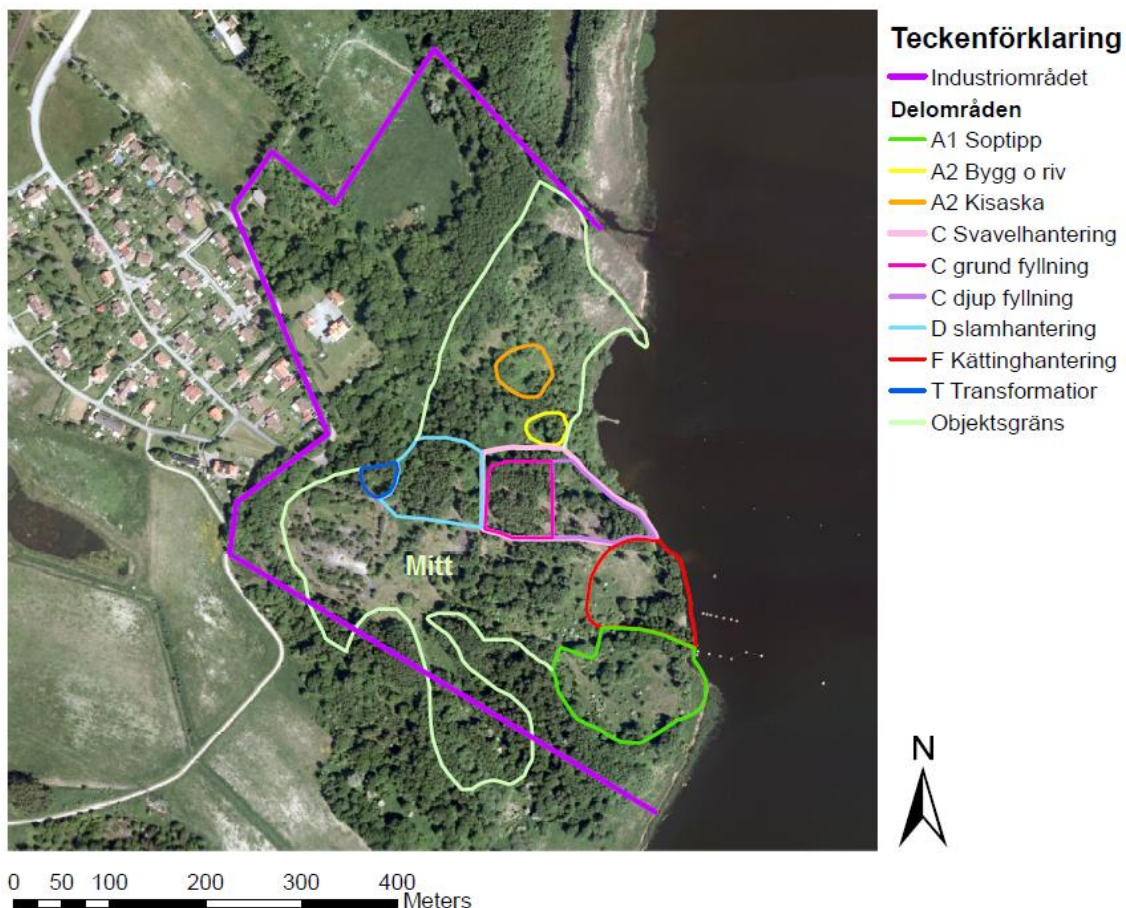 Teckenförklaring
Industriområdet
Delområden
A1 Soptipp
A2 Bygg o riv
A2 Kisaska
C Svavelhantering
C grund fyllning
C djup fyllning
D slamhantering
F Kättinghantering
T Transformatior
Objektsgräns
Mitt
N
0 50 100 200 300 400
Meters